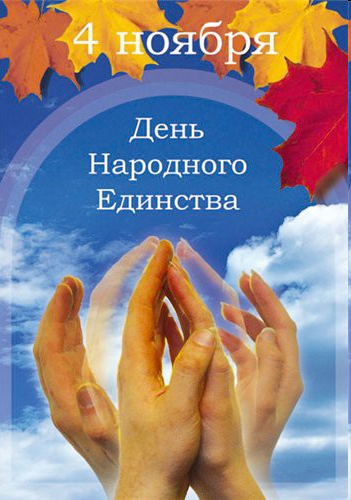 4 ноября
День
Народного
Единства